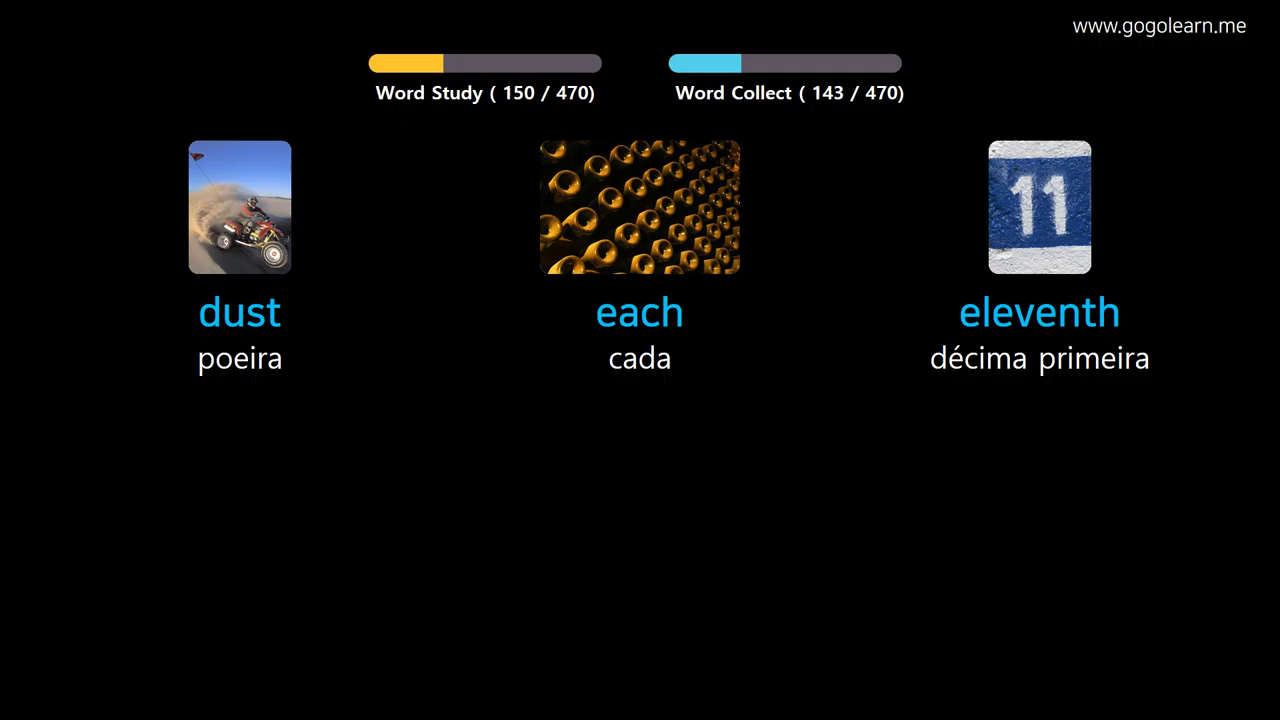 www.gogolearn.me
Word Study ( 150 / 470)
Word Collect ( 143 / 470)
11
dust
each
eleventh
poeira
cada
décima primeira